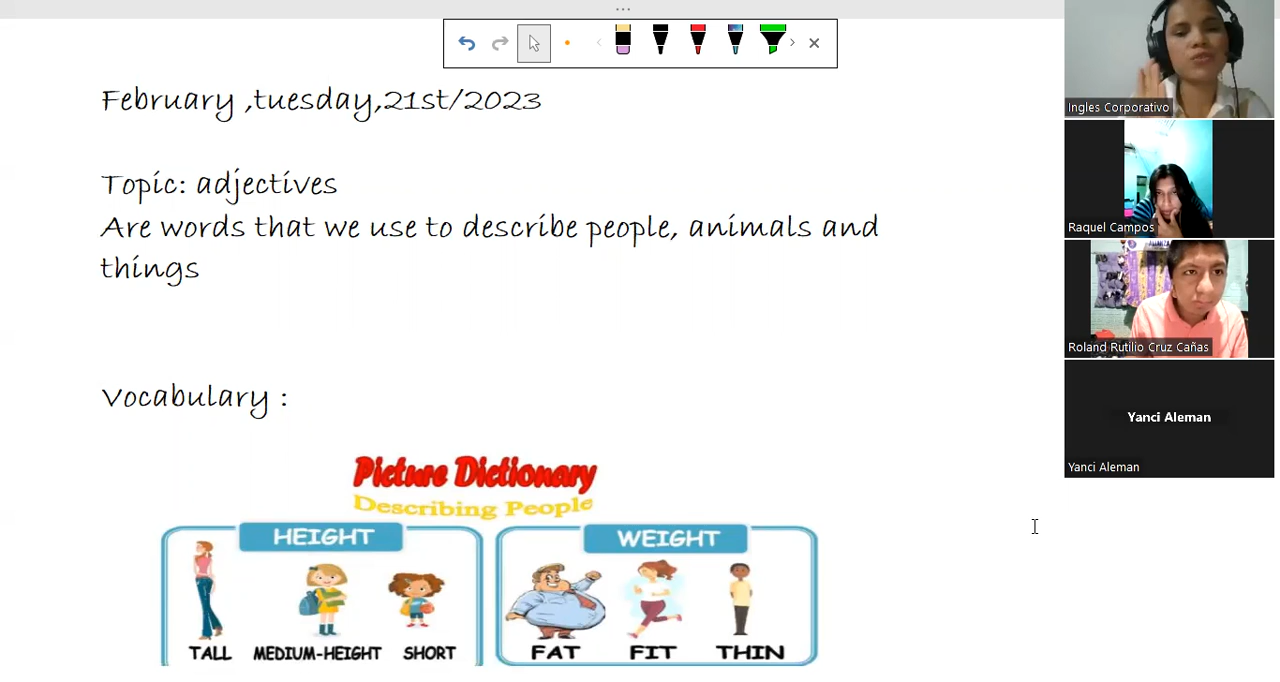 February ,tuesday,21st/2023
Topic: adjectives
Are words that we use to describe people, animals and
things
Vocabulary :
Picture Dictionary
Describing People
HEIGHT
TALL MEDIUM-HEIGHT SHORT
WEIGHT
FAT FIT THIN
Ingles Corporativo
Raquel Campos
Roland Rutilio Cruz Cañas
Yanci Aleman
Yanci Aleman